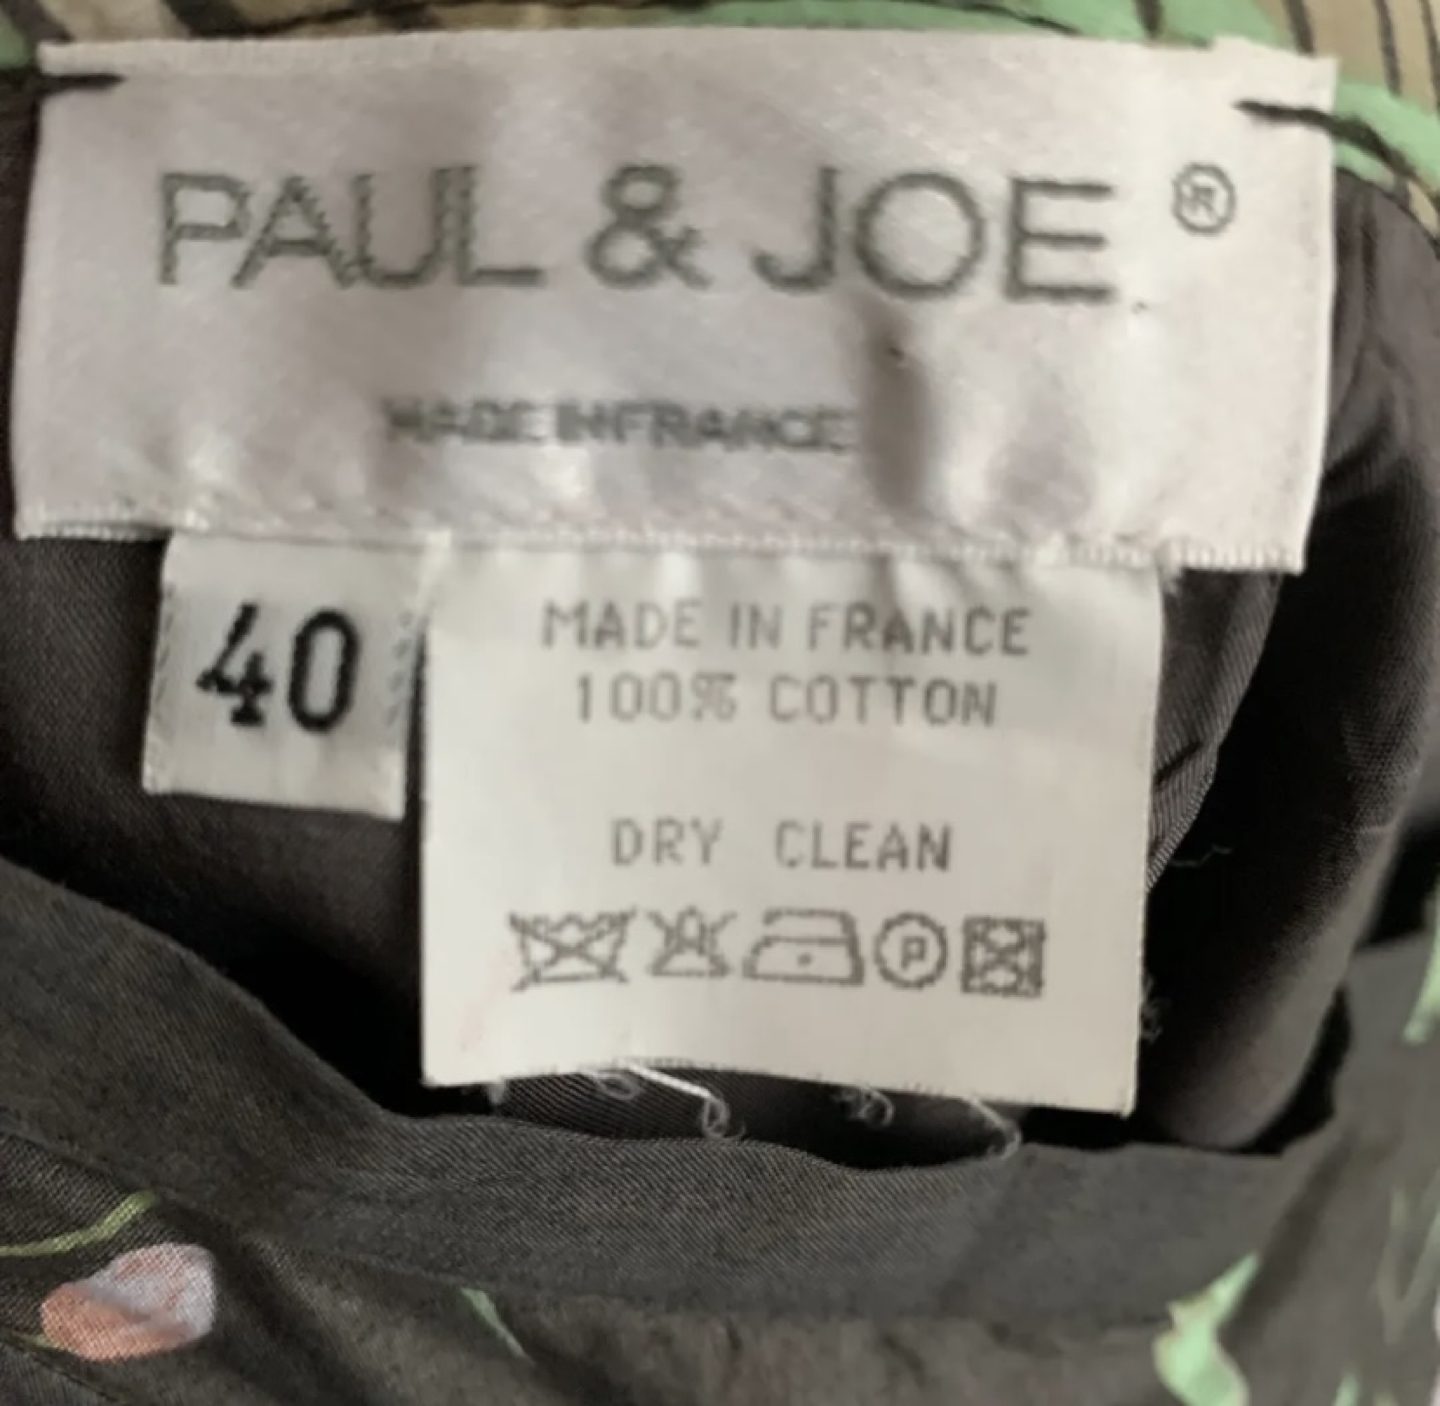 PAUL & JOE ®
MADE IN FRANCE
40
MADE IN FRANCE
100% COTTON
DRY CLEAN
P